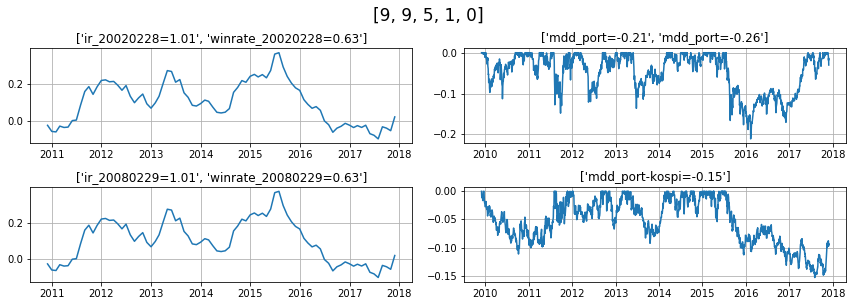 [9, 9, 5, 1, 0]
['ir_20020228=1.01', 'winrate_20020228=0.63']
0.2
0.0
2011 2012 2013 2014 2015 2016 2017 2018
['mdd_port=-0.21', 'mdd_port=-0.26']
0.0
−0.1
−0.2
2010 2011 2012 2013 2014 2015 2016 2017 2018
['ir_20080229=1.01', 'winrate_20080229=0.63']
0.2
0.0
2011 2012 2013 2014 2015 2016 2017 2018
['mdd_port-kospi=-0.15']
0.00
−0.05
−0.10
−0.15
2010 2011 2012 2013 2014 2015 2016 2017 2018